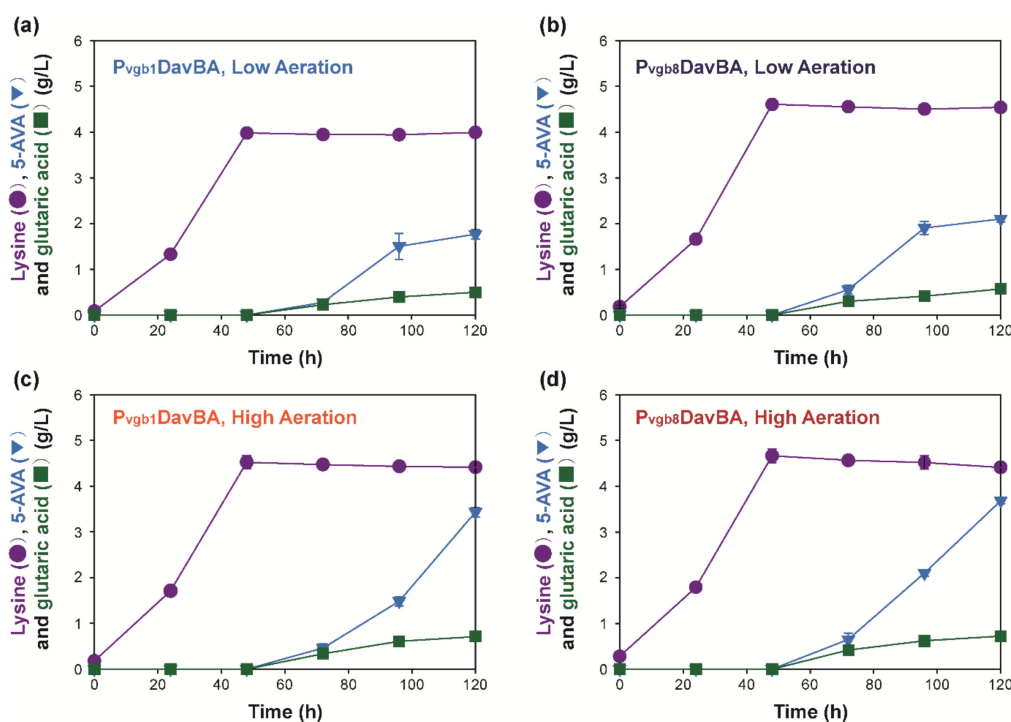 (a)
6
5
4
3
2
1
0
Lysine (●), 5-AVA (▼)
and glutaric acid (■) (g/L)
Pvgb1DavBA, Low Aeration
0 20 40 60 80 100 120
Time (h)
(b)
6
5
4
3
2
1
0
Lysine (●), 5-AVA (▼)
and glutaric acid (■) (g/L)
Pvgb8DavBA, Low Aeration
0 20 40 60 80 100 120
Time (h)
(c)
6
5
4
3
2
1
0
Lysine (●), 5-AVA (▼)
and glutaric acid (■) (g/L)
Pvgb1DavBA, High Aeration
0 20 40 60 80 100 120
Time (h)
(d)
6
5
4
3
2
1
0
Lysine (●), 5-AVA (▼)
and glutaric acid (■) (g/L)
Pvgb8DavBA, High Aeration
0 20 40 60 80 100 120
Time (h)